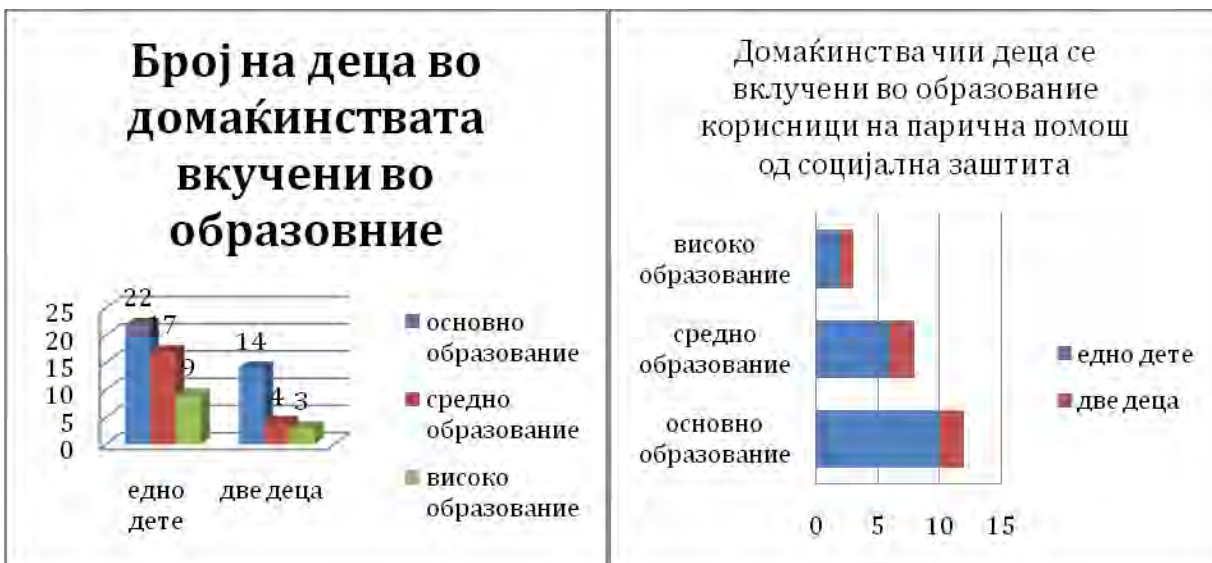 Број на деца во
домаќинствата
вкучени во
образовние
25
20
15
10
5
0
22
17
9
14
4
3
едно
дете
две деца
основно
образование
средно
образование
високо
образование
Домаќинства чии деца се
вклучени во образование
корисници на парична помош
од социјална заштита
високо
образование
средно
образование
основно
образование
0 5 10 15
едно дете
две деца